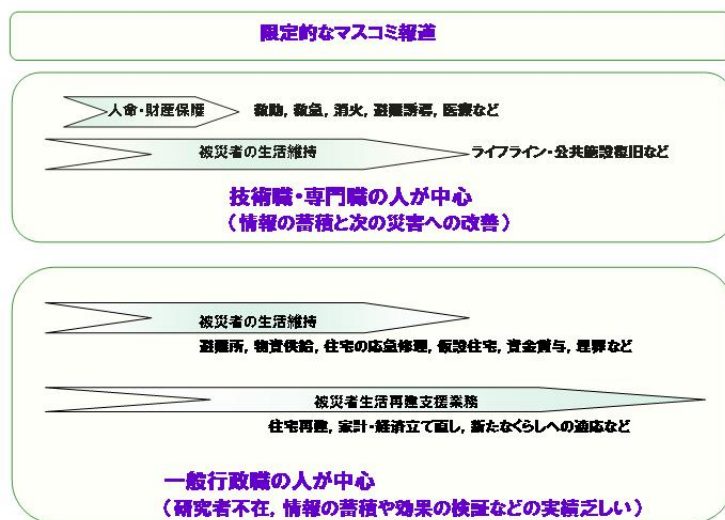 限定的なマスコミ報道
人命・財産保護 救助, 救急, 消火, 避難誘導, 医療など
被災者の生活維持 ライフライン・公共施設復旧など
技術職・専門職の人が中心
（情報の蓄積と次の災害への改善）
被災者の生活維持
避難所, 物資供給, 住宅の応急修理, 仮設住宅, 資金貸与, 埋葬など
被災者生活再建支援業務
住宅再建, 家計・経済立て直し, 新たなくらしへの適応など
一般行政職の人が中心
（研究者不在, 情報の蓄積や効果の検証などの実績乏しい）